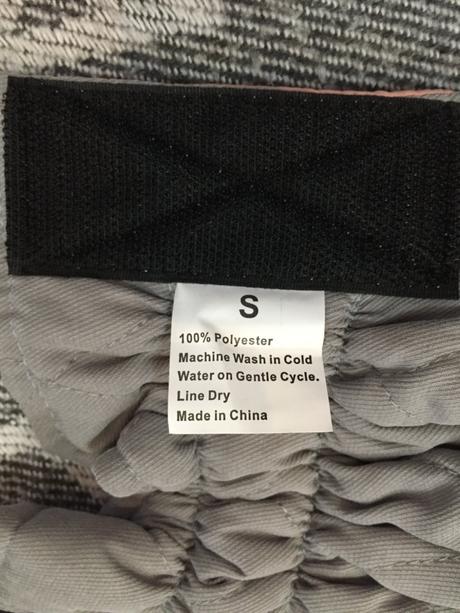 S
100% Polyester
Machine Wash in Cold
Water on Gentle Cycle.
Line Dry
Made in China